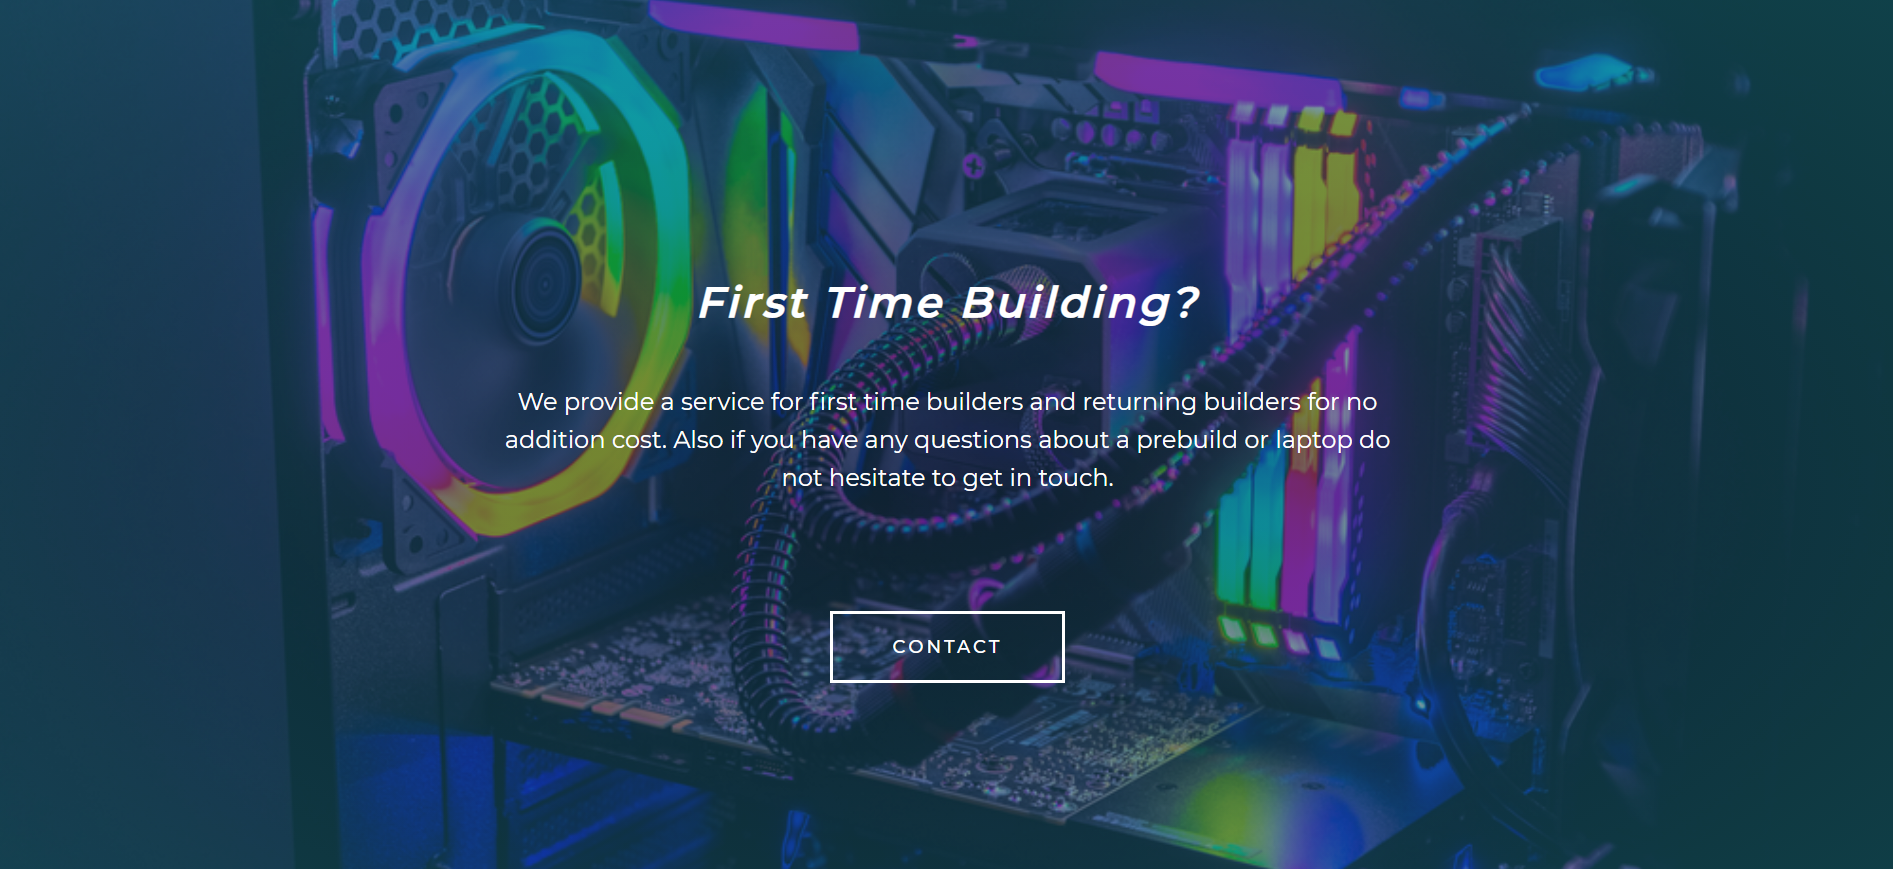 First Time Building?
We provide a service for first time builders and returning builders for no
addition cost. Also if you have any questions about a prebuild or laptop do
not hesitate to get in touch.
CONTACT